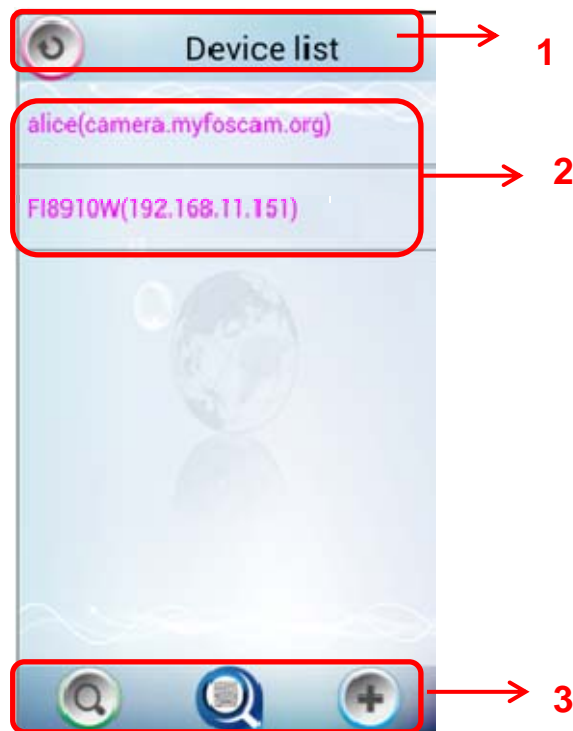 Device list
1
alice(camera.myfoscam.org)
2
FI8910W(192.168.11.151)
3